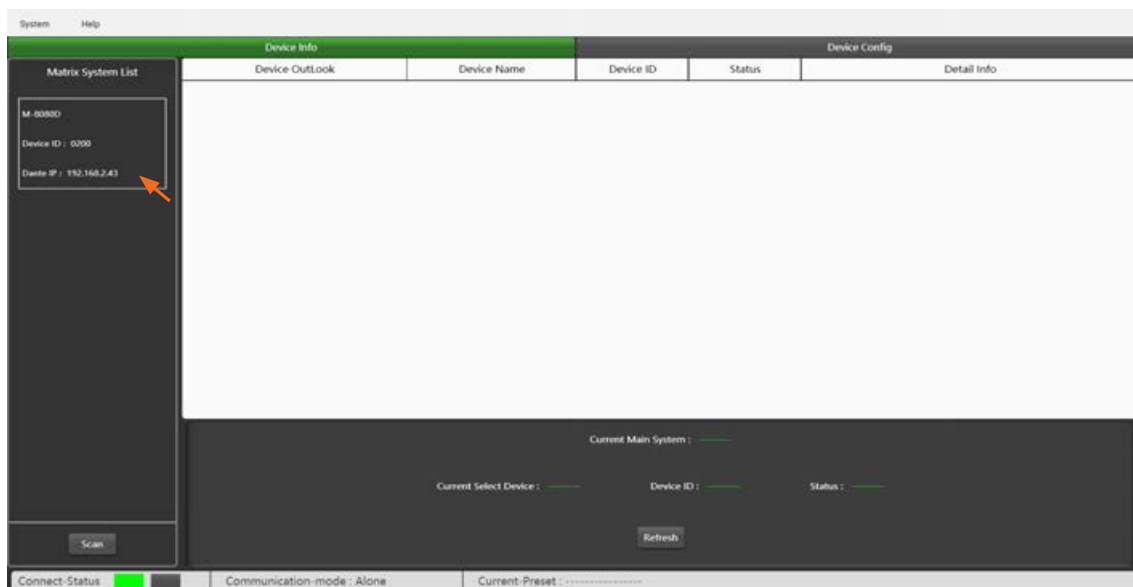 System Help
Device Info Device Config
Matrix System List Device OutLook Device Name Device ID Status Detail Info
M-8080D
Device ID : 0200
Dante IP : 192.168.2.43
Current Main System : --------
Current Select Device : -------- Device ID : -------- Status : --------
Scan Refresh
Connect-Status Communication-mode : Alone Current-Preset : ----------------